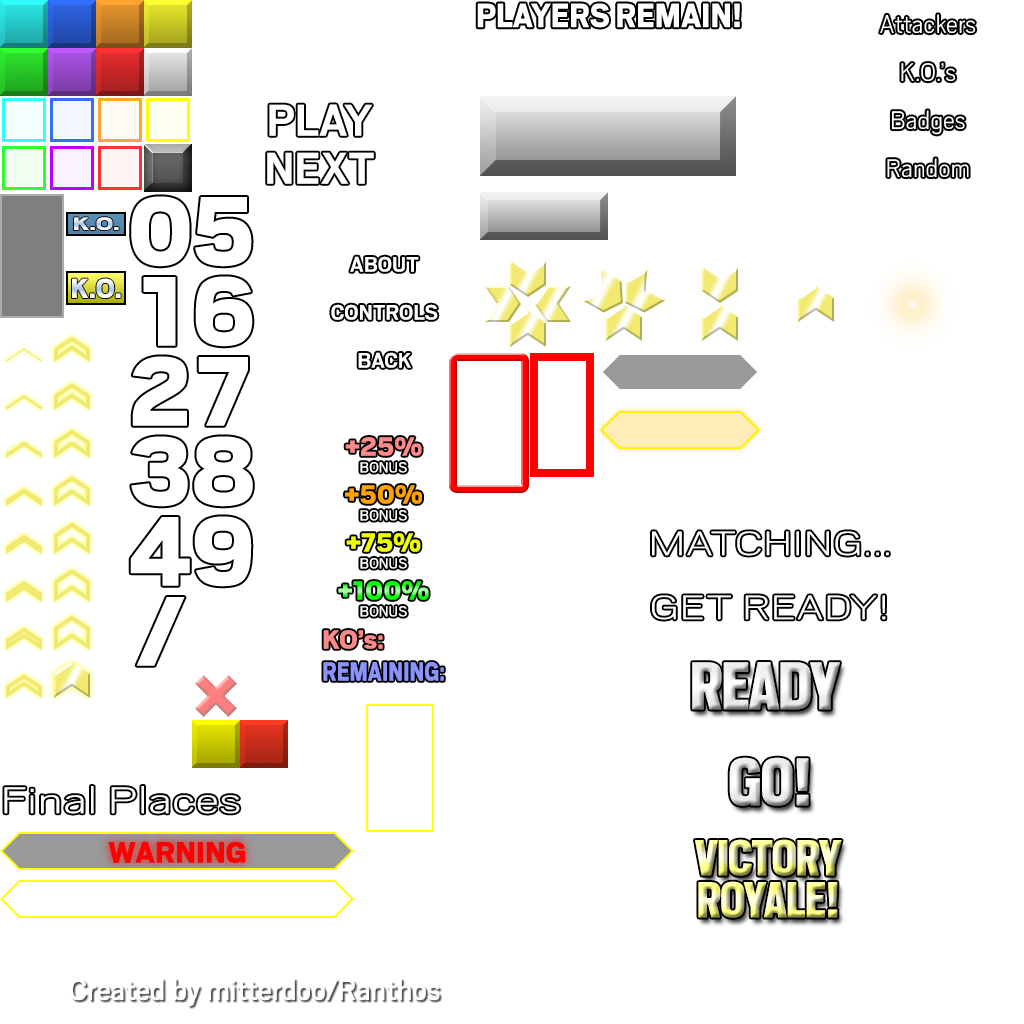 PLAYERS REMAIN!
Attackers
K.O.'s
Badges
Random
PLAY
NEXT
K.O.
K.O.
05
16
27
38
49
/
ABOUT
CONTROLS
BACK
+25%
BONUS
+50%
BONUS
+75%
BONUS
+100%
BONUS
KO's:
REMAINING:
MATCHING...
GET READY!
READY
GO!
VICTORY
ROYALE!
Final Places
WARNING
Created by mitterdoo/Ranthos